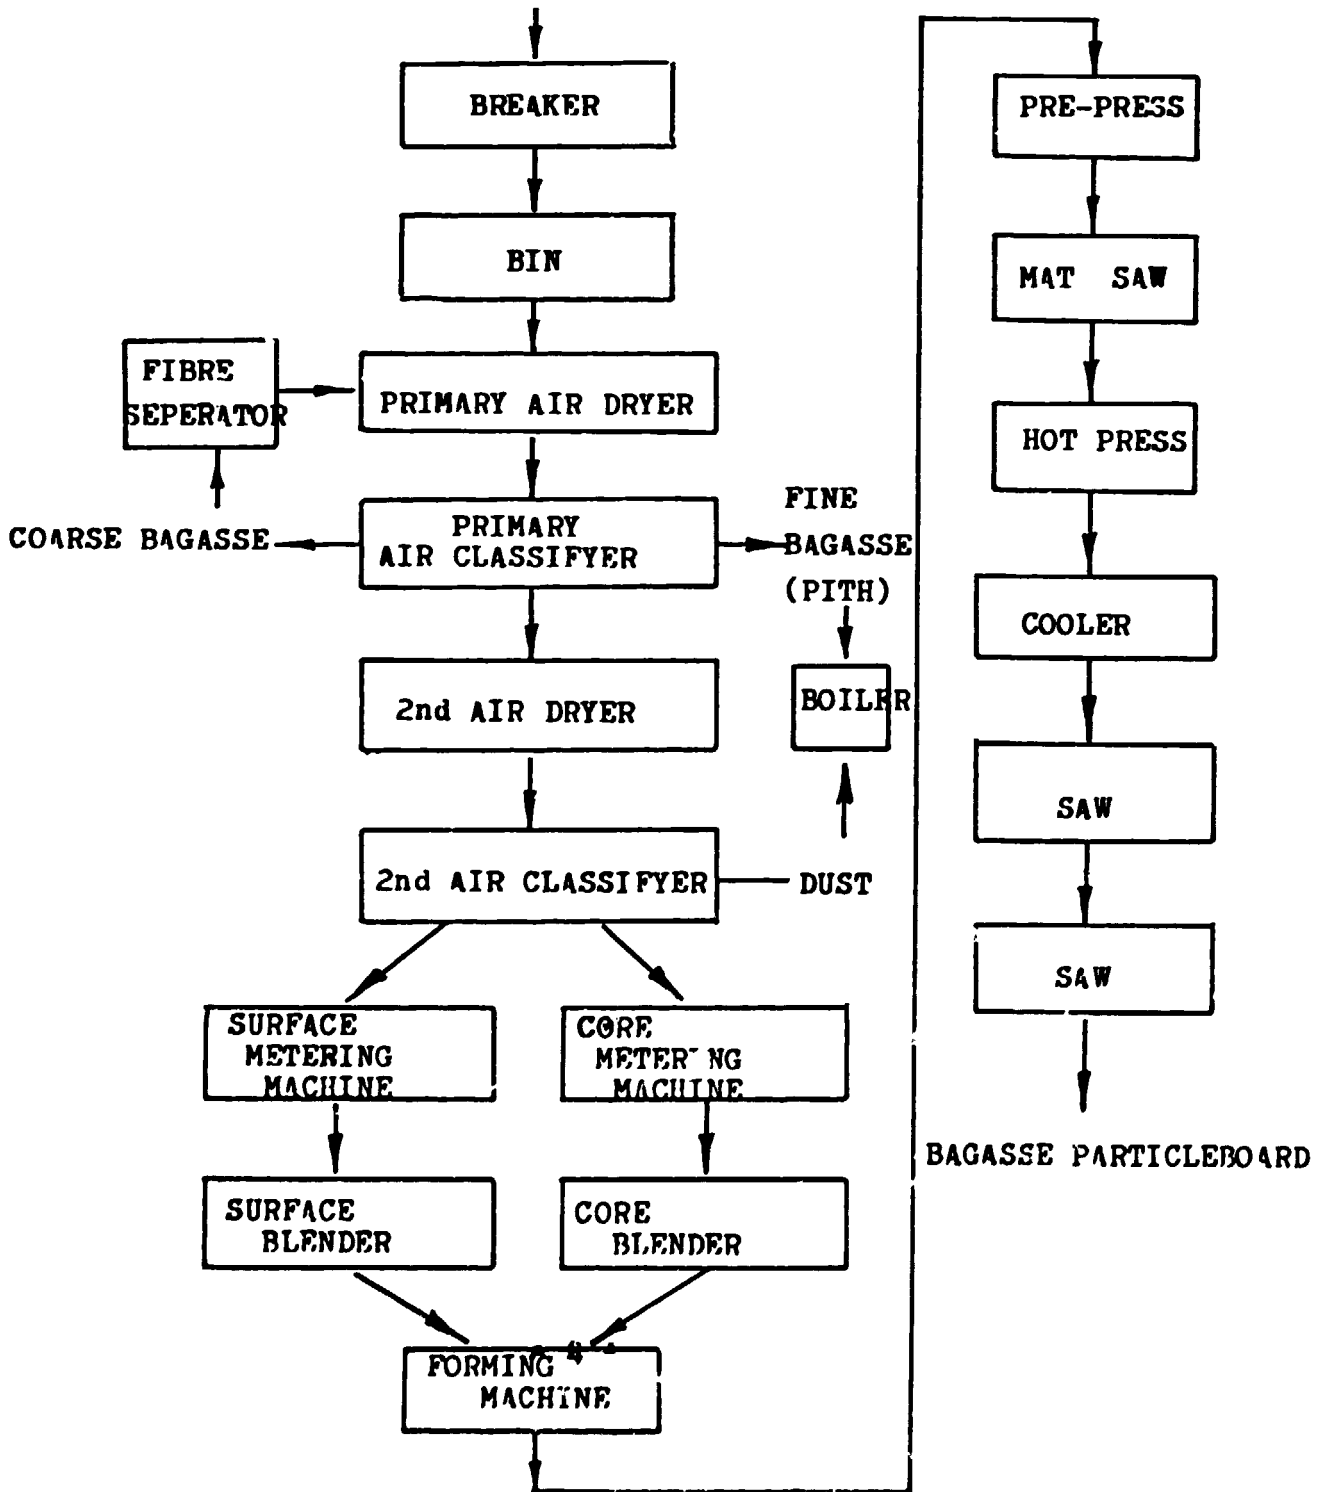 BREAKER
BIN
FIBRE
SEPERATOR
PRIMARY AIR DRYER
COARSE BAGASSE
PRIMARY
AIR CLASSIFYER
FINE
BAGASSE
(PITH)
2nd AIR DRYER
BOILER
2nd AIR CLASSIFYER
DUST
SURFACE
METERING
MACHINE
CORE
METERING
MACHINE
SURFACE
BLENDER
CORE
BLENDER
FORMING
MACHINE
PRE-PRESS
MAT SAW
HOT PRESS
COOLER
SAW
SAW
BAGASSE PARTICLEBOARD